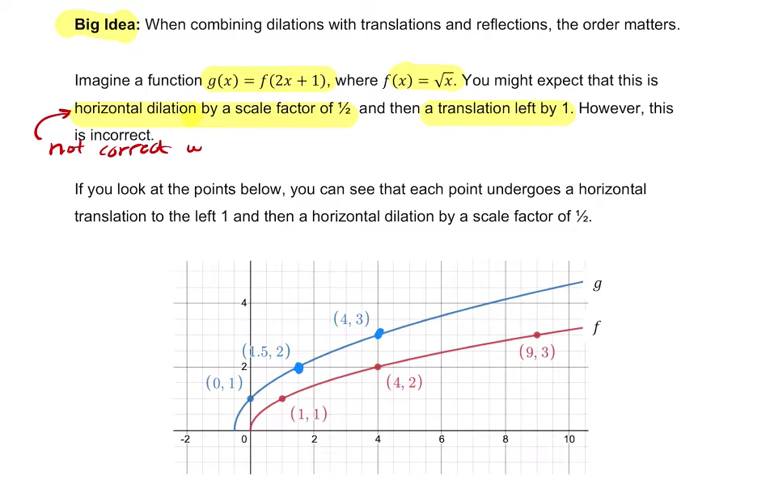 Big Idea: When combining dilations with translations and reflections, the order matters.
Imagine a function g(x) = f(2x + 1), where f(x) = √x. You might expect that this is
horizontal dilation by a scale factor of ½ and then a translation left by 1. However, this
is incorrect.
not correct w
If you look at the points below, you can see that each point undergoes a horizontal
translation to the left 1 and then a horizontal dilation by a scale factor of ½.
g
4
(4, 3)
f
(1.5, 2)
(9, 3)
2
(0, 1)
(4, 2)
(1, 1)
-2 0 2 4 6 8 10